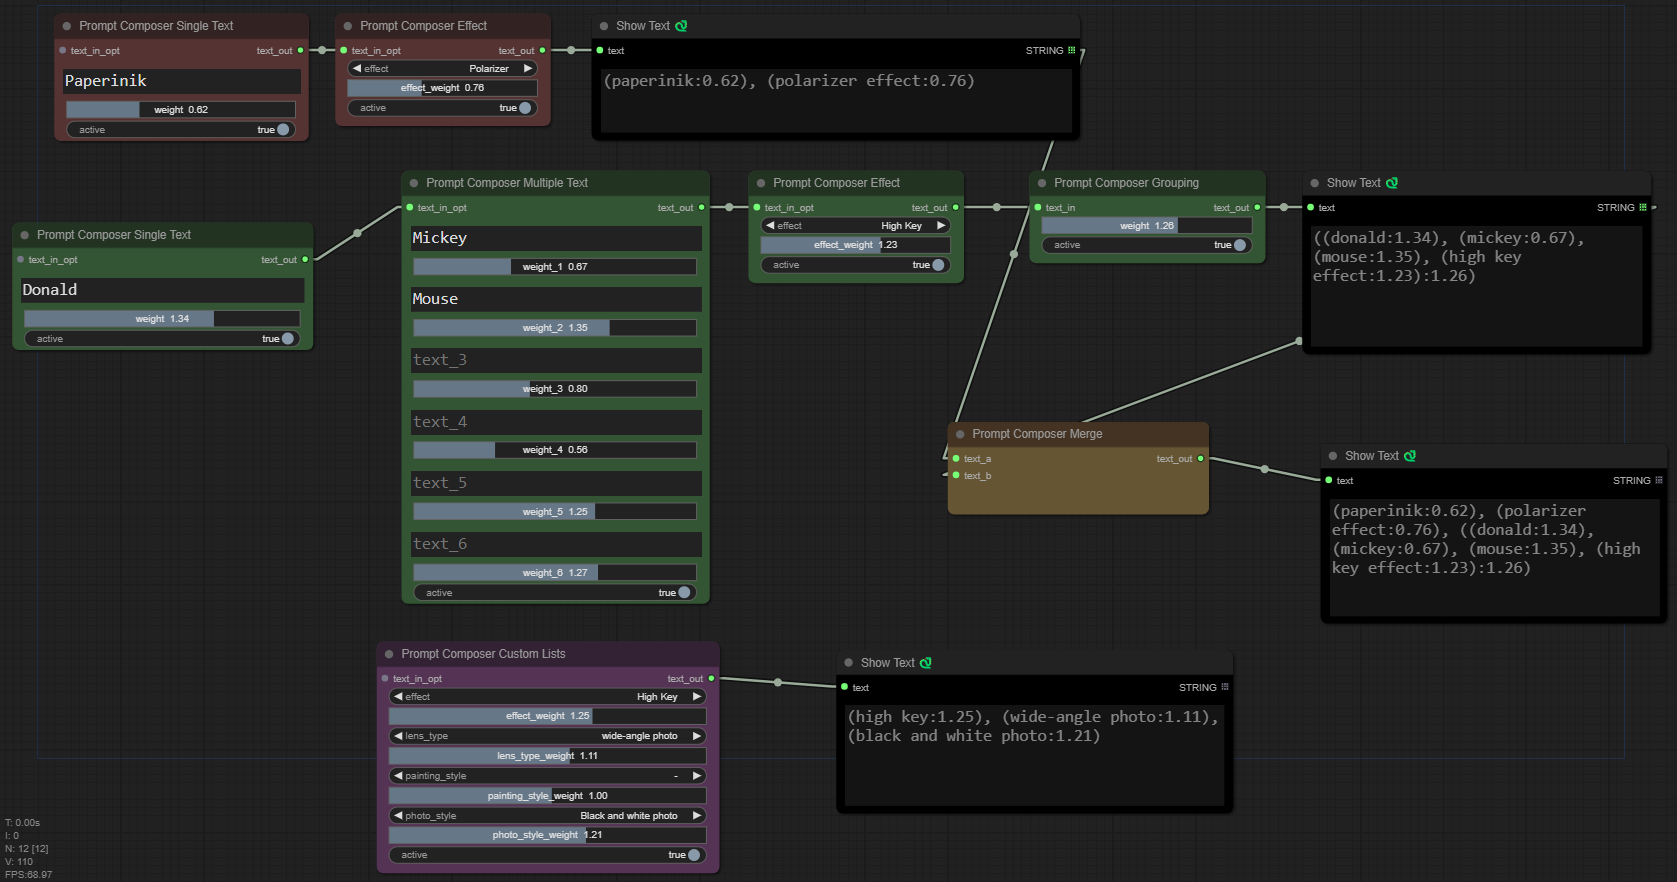 Prompt Composer Single Text
text_in_opt text_out
Paperinik
weight 0.62
active true
Prompt Composer Effect
text_in_opt text_out
effect Polarizer
effect_weight 0.76
active true
Show Text
text STRING
(paperinik:0.62), (polarizer effect:0.76)
Prompt Composer Single Text
text_in_opt text_out
Donald
weight 1.34
active true
Prompt Composer Multiple Text
text_in_opt text_out
Mickey
weight_1 0.67
Mouse
weight_2 1.35
text_3
weight_3 0.80
text_4
weight_4 0.56
text_5
weight_5 1.25
text_6
weight_6 1.27
active true
Prompt Composer Effect
text_in_opt text_out
effect High Key
effect_weight 1.23
active true
Prompt Composer Grouping
text_in text_out
weight 1.26
active true
Show Text
text STRING
((donald:1.34), (mickey:0.67),
(mouse:1.35), (high key
effect:1.23):1.26)
Prompt Composer Merge
text_a text_out
text_b
Show Text
text STRING
(paperinik:0.62), (polarizer
effect:0.76), ((donald:1.34),
(mickey:0.67), (mouse:1.35), (high
key effect:1.23):1.26)
Prompt Composer Custom Lists
text_in_opt text_out
effect High Key
effect_weight 1.25
lens_type wide-angle photo
lens_type_weight 1.11
painting_style -
painting_style_weight 1.00
photo_style Black and white photo
photo_style_weight 1.21
active true
Show Text
text STRING
(high key:1.25), (wide-angle photo:1.11),
(black and white photo:1.21)
T: 0.00s
I: 0
N: 12 [12]
V: 110
FPS:68.97